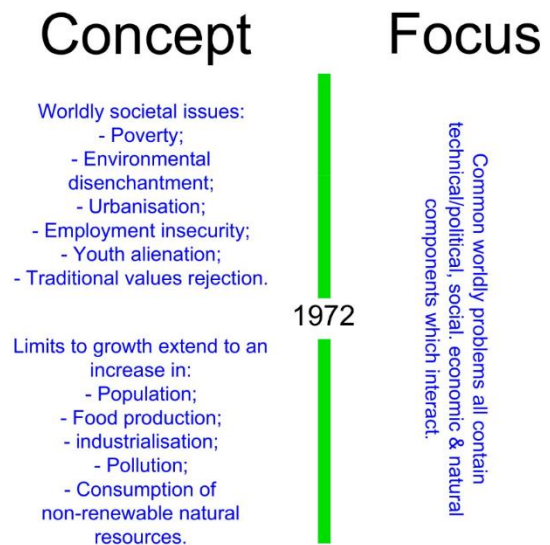 Concept
Focus
Worldly societal issues:
- Poverty;
- Environmental
disenchantment;
- Urbanisation;
- Employment insecurity;
- Youth alienation;
- Traditional values rejection.
1972
Limits to growth extend to an
increase in:
- Population;
- Food production;
- industrialisation;
- Pollution;
- Consumption of
non-renewable natural
resources.
Common worldly problems all contain
technical/political, social. economic & natural
components which interact.